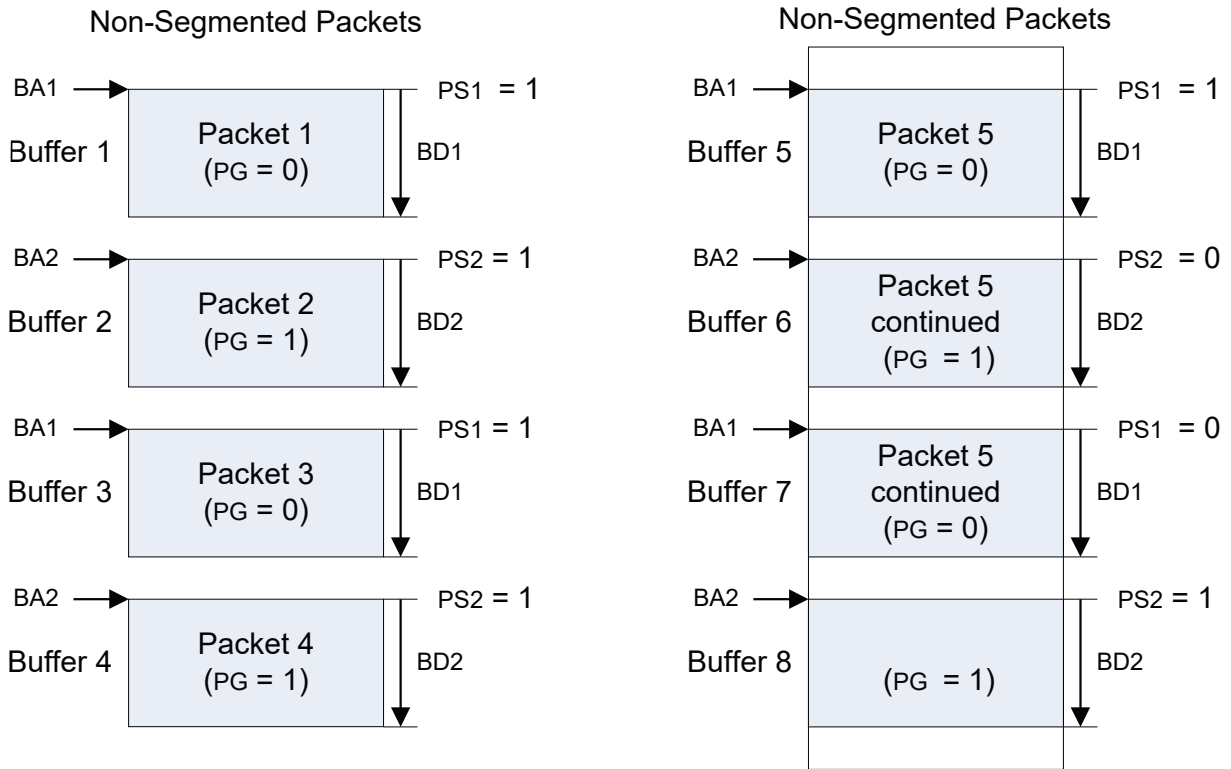 Non-Segmented Packets
BA1
Buffer 1
Packet 1
(PG = 0)
PS1 = 1
BD1
BA2
Buffer 2
Packet 2
(PG = 1)
PS2 = 1
BD2
BA1
Buffer 3
Packet 3
(PG = 0)
PS1 = 1
BD1
BA2
Buffer 4
Packet 4
(PG = 1)
PS2 = 1
BD2
Non-Segmented Packets
BA1
Buffer 5
Packet 5
(PG = 0)
PS1 = 1
BD1
BA2
Buffer 6
Packet 5
continued
(PG = 1)
PS2 = 0
BD2
BA1
Buffer 7
Packet 5
continued
(PG = 0)
PS1 = 0
BD1
BA2
Buffer 8
(PG = 1)
PS2 = 1
BD2